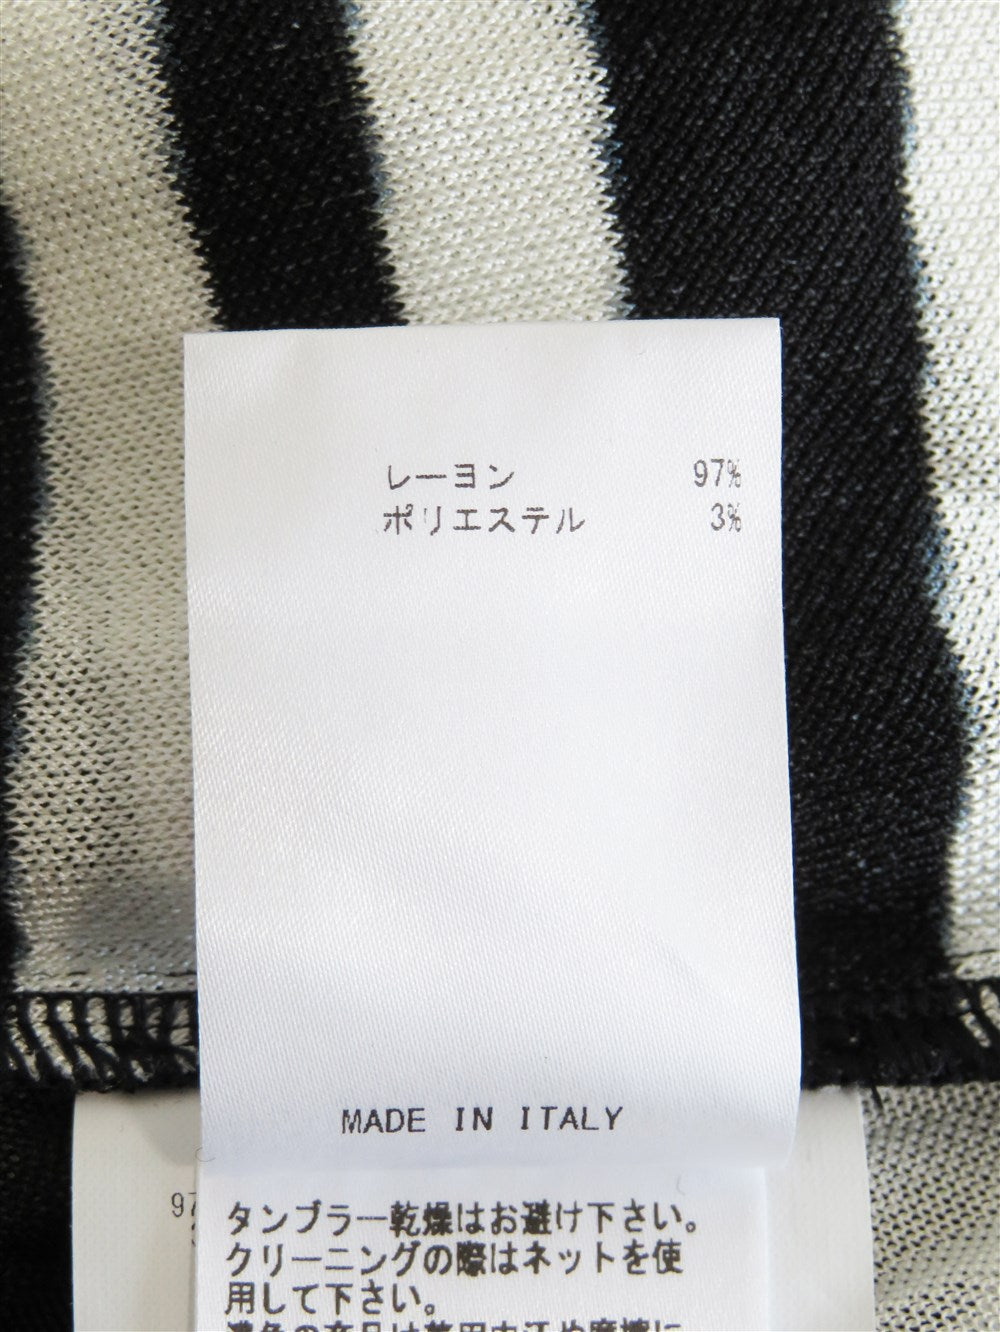 レーヨン 97%
ポリエステル 3%
MADE IN ITALY
97
タンブラー乾燥はお避け下さい。
クリーニングの際はネットを使
用して下さい。